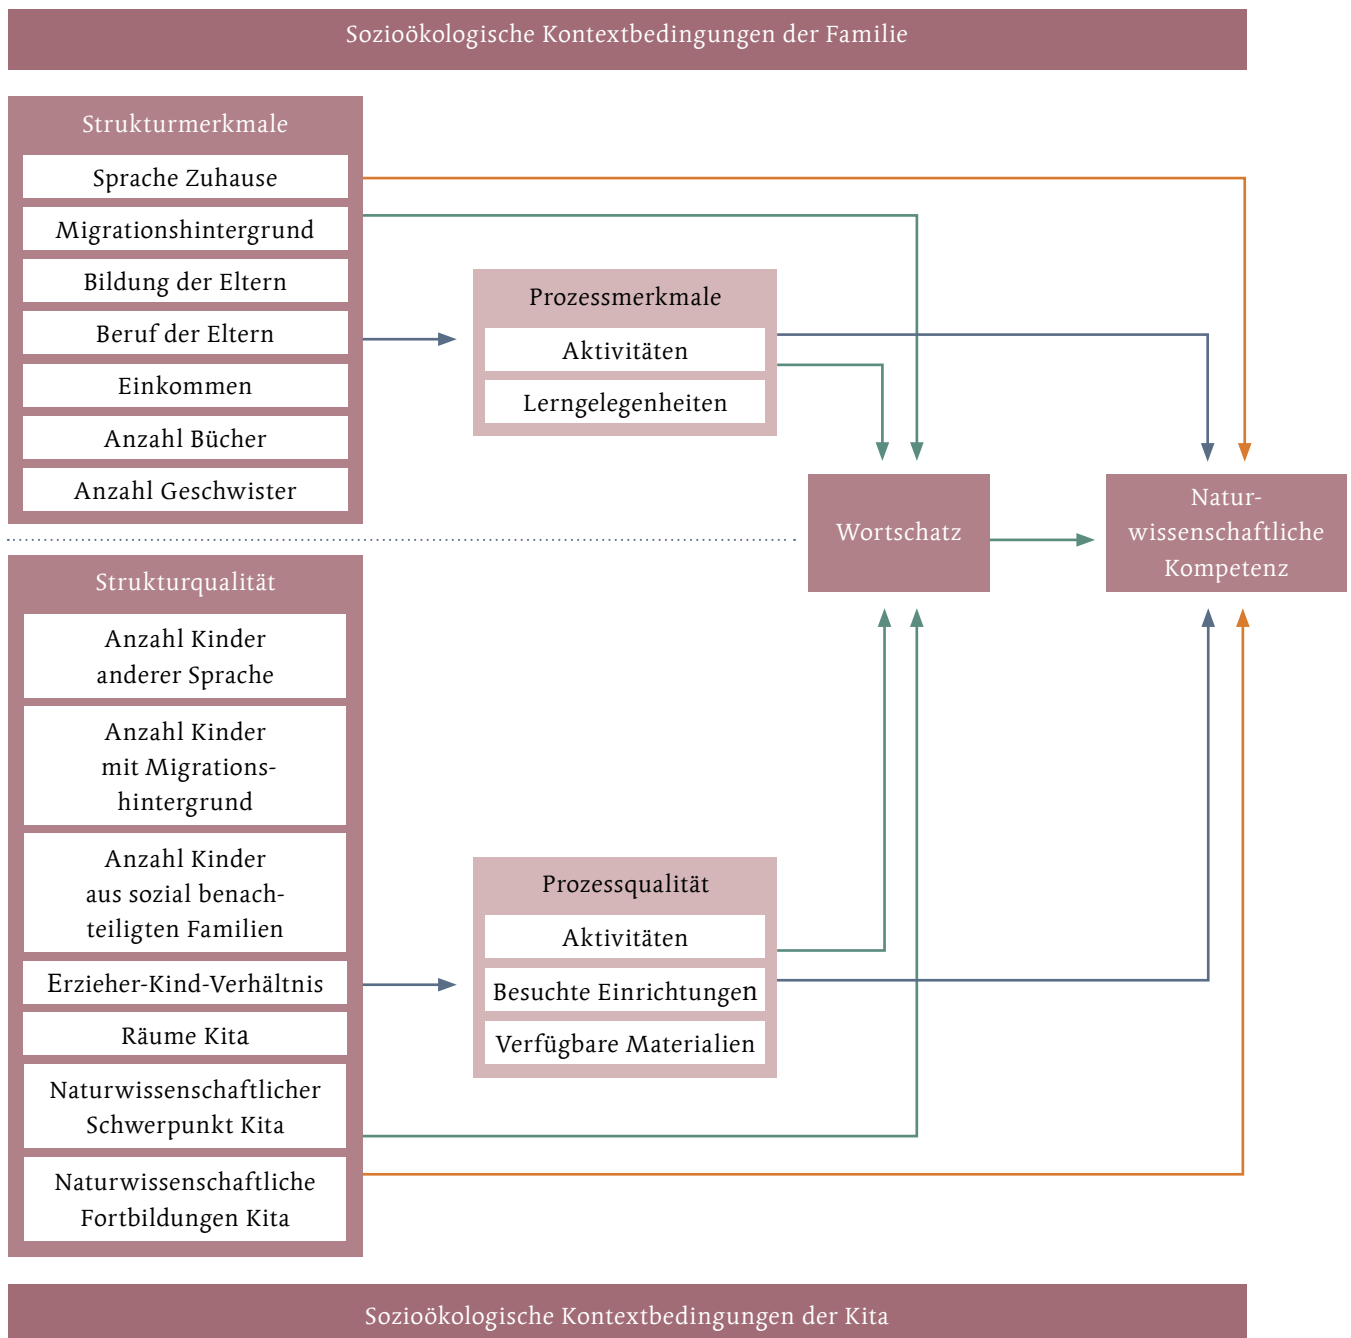 Sozioökologische Kontextbedingungen der Familie
Strukturmerkmale
Sprache Zuhause
Migrationshintergrund
Bildung der Eltern
Beruf der Eltern
Einkommen
Anzahl Bücher
Anzahl Geschwister
Prozessmerkmale
Aktivitäten
Lerngelegenheiten
Wortschatz
Natur-
wissenschaftliche
Kompetenz
Strukturqualität
Anzahl Kinder
anderer Sprache
Anzahl Kinder
mit Migrations-
hintergrund
Anzahl Kinder
aus sozial benach-
teiligten Familien
Erzieher-Kind-Verhältnis
Räume Kita
Naturwissenschaftlicher
Schwerpunkt Kita
Naturwissenschaftliche
Fortbildungen Kita
Prozessqualität
Aktivitäten
Besuchte Einrichtungen
Verfügbare Materialien
Sozioökologische Kontextbedingungen der Kita